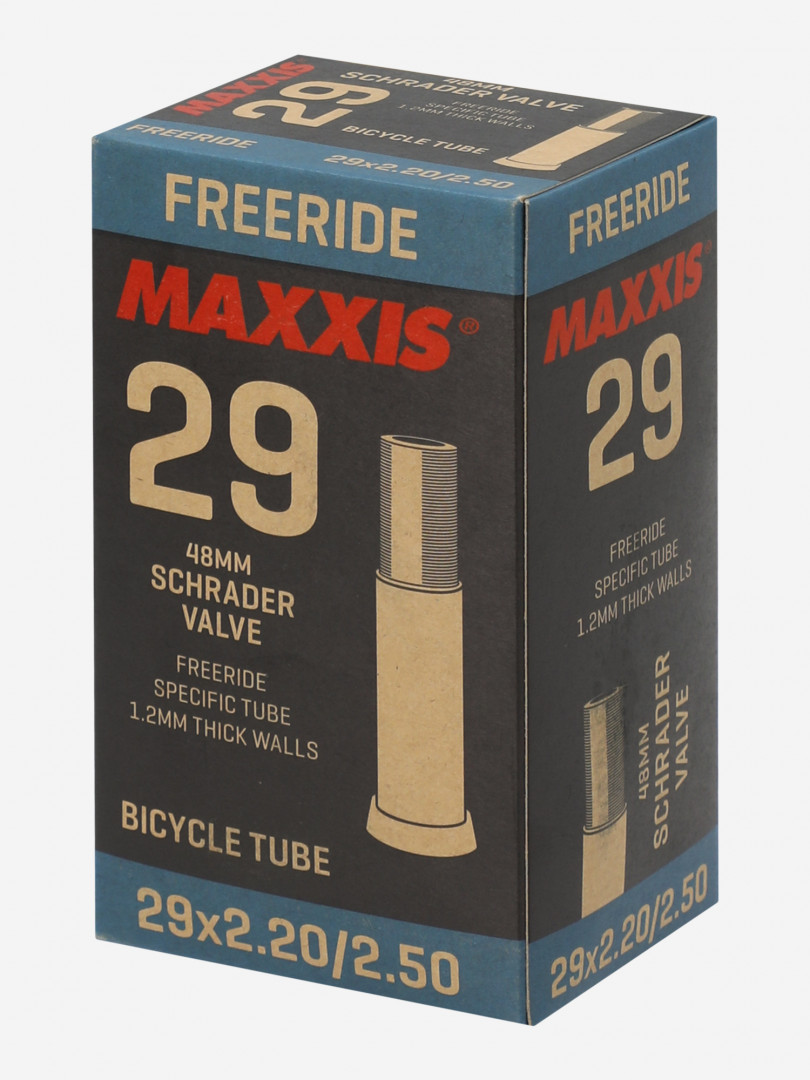 MAXXIS
29
48MM
SCHRADER VALVE
FREERIDE
SPECIFIC TUBE
1.2MM THICK WALLS
BICYCLE TUBE
FREERIDE
29x2.20/2.50
FREERIDE
MAXXIS®
29
48MM
SCHRADER
VALVE
FREERIDE
SPECIFIC TUBE
1.2MM THICK WALLS
BICYCLE TUBE
29x2.20/2.50
FREERIDE
MAXXIS®
29
FREERIDE
SPECIFIC TUBE
1.2MM THICK WALLS
48MM
SCHRADER
VALVE
29x2.20/2.50